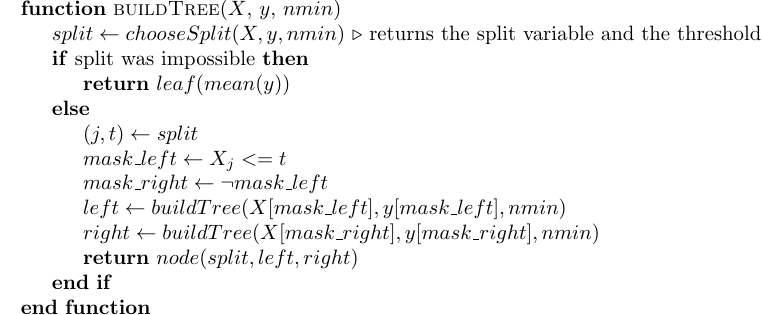 function BUILDTREE(X, y, nmin)
split ← chooseSplit(X, y, nmin) ▷ returns the split variable and the threshold
if split was impossible then
return leaf(mean(y))
else
(j, t) ← split
mask_left ← X_j <= t
mask_right ← ¬mask_left
left ← buildTree(X[mask_left], y[mask_left], nmin)
right ← buildTree(X[mask_right], y[mask_right], nmin)
return node(split, left, right)
end if
end function